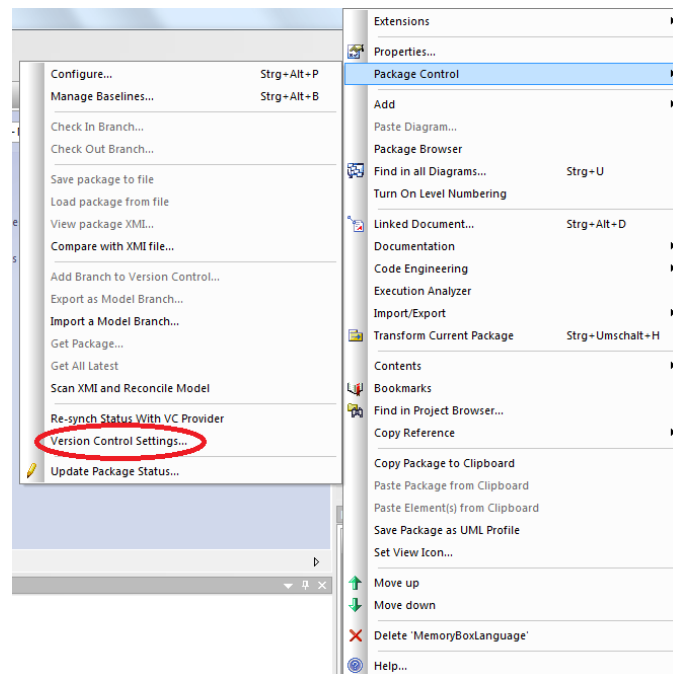 Extensions
Properties...
Package Control
Add
Paste Diagram...
Package Browser
Find in all Diagrams... Strg+U
Turn On Level Numbering
Linked Document... Strg+Alt+D
Documentation
Code Engineering
Execution Analyzer
Import/Export
Transform Current Package Strg+Umschalt+H
Contents
Bookmarks
Find in Project Browser...
Copy Reference
Copy Package to Clipboard
Paste Package from Clipboard
Paste Element(s) from Clipboard
Save Package as UML Profile
Set View Icon...
Move up
Move down
Delete 'MemoryBoxLanguage'
Help...
Configure... Strg+Alt+P
Manage Baselines... Strg+Alt+B
Check In Branch...
Check Out Branch...
Save package to file
Load package from file
View package XMI...
Compare with XMI file...
Add Branch to Version Control...
Export as Model Branch...
Import a Model Branch...
Get Package...
Get All Latest
Scan XMI and Reconcile Model
Re-synch Status With VC Provider
Version Control Settings...
Update Package Status...